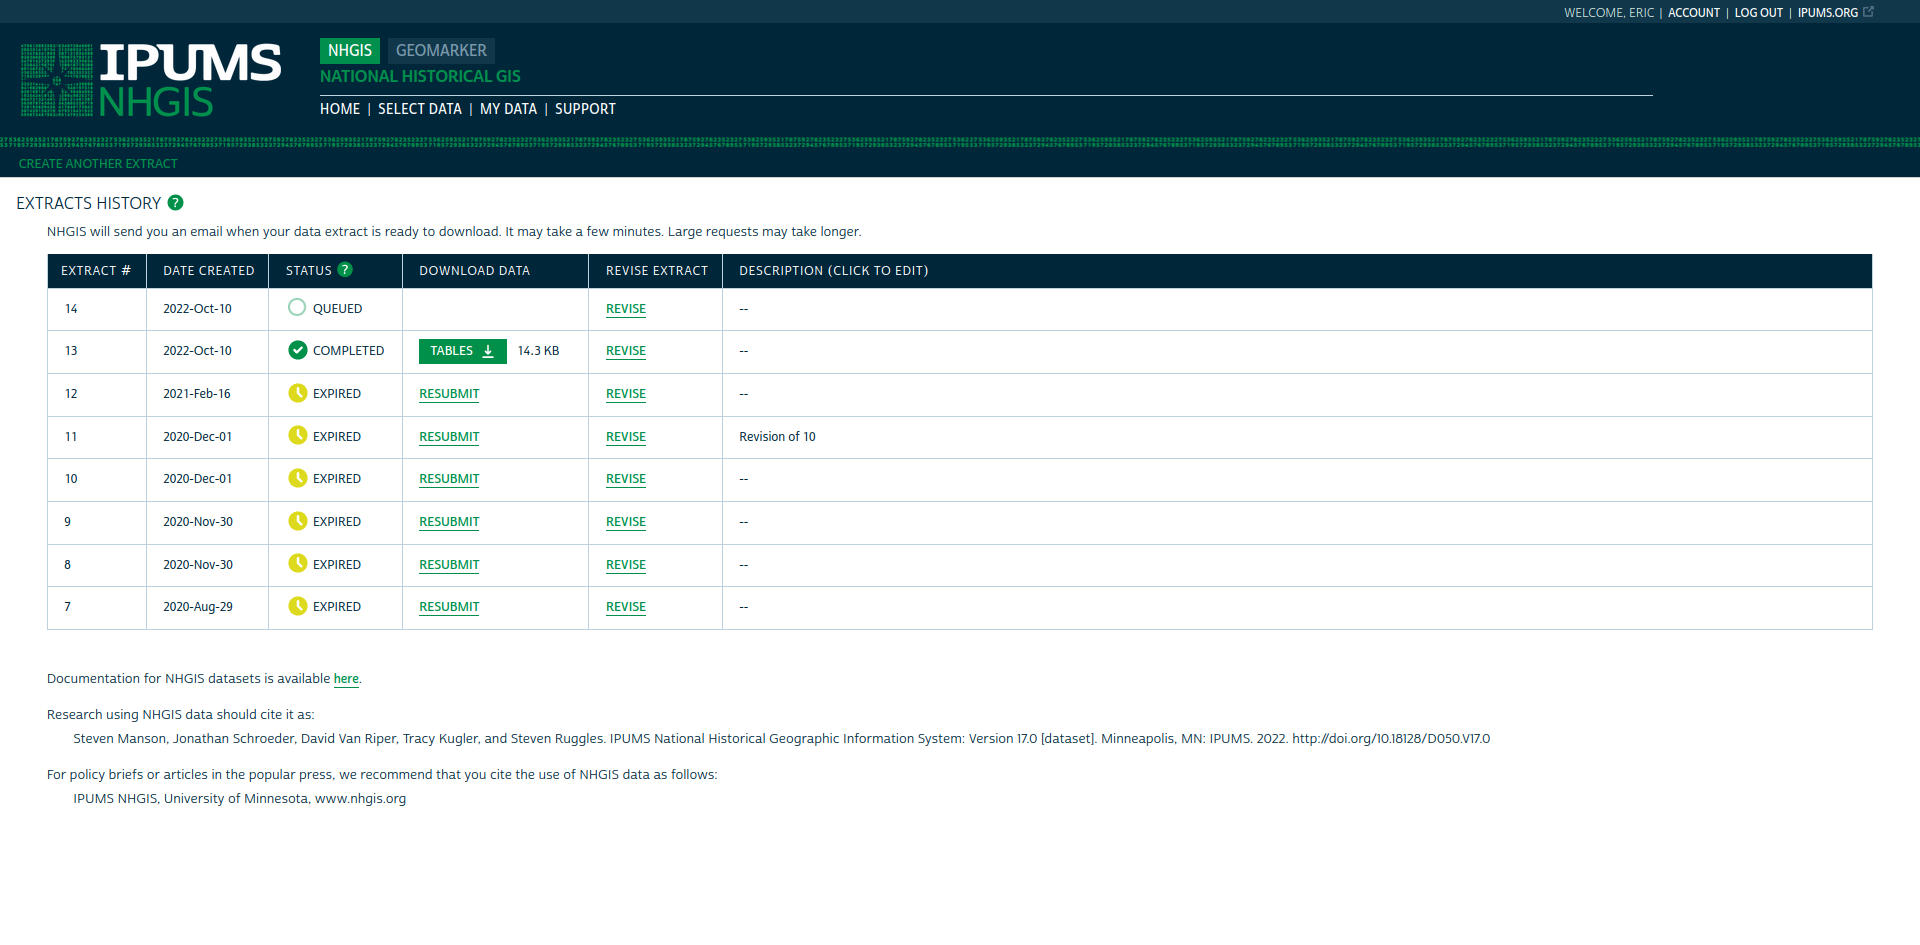 WELCOME, ERIC | ACCOUNT | LOG OUT | IPUMS.ORG
IPUMS
NHGIS
NHGIS GEOMARKER
NATIONAL HISTORICAL GIS
HOME | SELECT DATA | MY DATA | SUPPORT
CREATE ANOTHER EXTRACT
EXTRACTS HISTORY ?
NHGIS will send you an email when your data extract is ready to download. It may take a few minutes. Large requests may take longer.
EXTRACT # DATE CREATED STATUS ? DOWNLOAD DATA REVISE EXTRACT DESCRIPTION (CLICK TO EDIT)
14 2022-Oct-10 QUEUED REVISE --
13 2022-Oct-10 COMPLETED TABLES 14.3 KB REVISE --
12 2021-Feb-16 EXPIRED RESUBMIT REVISE --
11 2020-Dec-01 EXPIRED RESUBMIT REVISE Revision of 10
10 2020-Dec-01 EXPIRED RESUBMIT REVISE --
9 2020-Nov-30 EXPIRED RESUBMIT REVISE --
8 2020-Nov-30 EXPIRED RESUBMIT REVISE --
7 2020-Aug-29 EXPIRED RESUBMIT REVISE --
Documentation for NHGIS datasets is available here.
Research using NHGIS data should cite it as:
Steven Manson, Jonathan Schroeder, David Van Riper, Tracy Kugler, and Steven Ruggles. IPUMS National Historical Geographic Information System: Version 17.0 [dataset]. Minneapolis, MN: IPUMS. 2022. http://doi.org/10.18128/D050.V17.0
For policy briefs or articles in the popular press, we recommend that you cite the use of NHGIS data as follows:
IPUMS NHGIS, University of Minnesota, www.nhgis.org